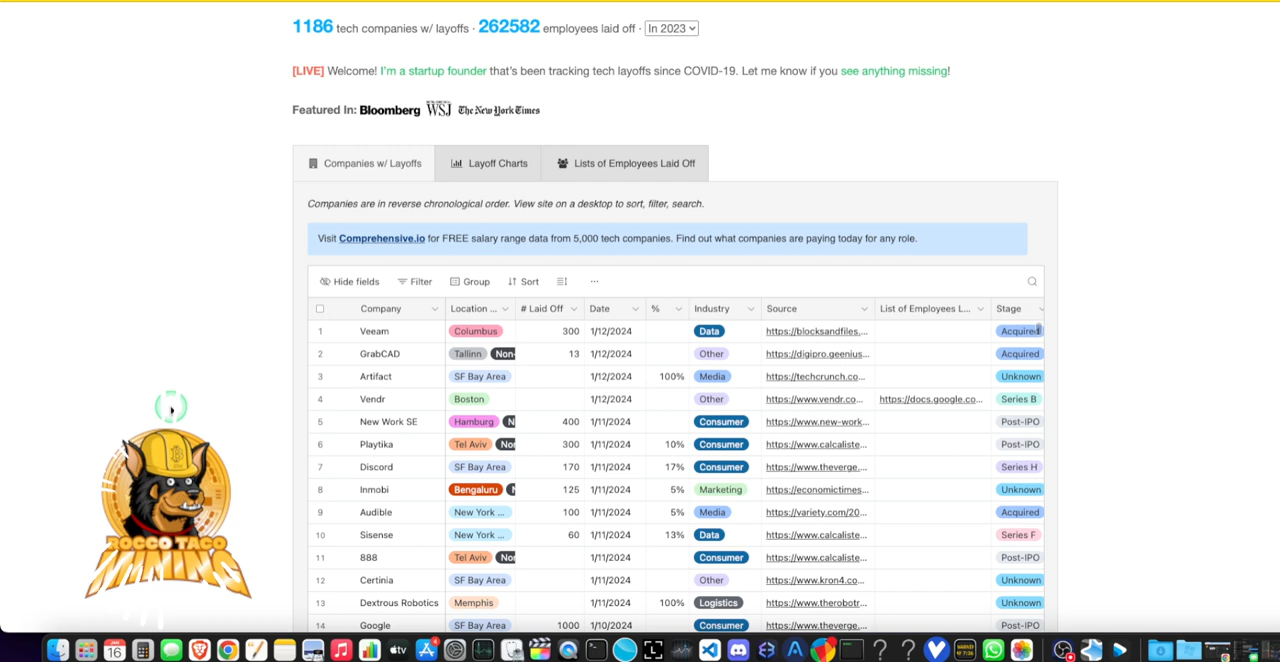 1186 tech companies w/ layoffs · 262582 employees laid off · In 2023
[LIVE] Welcome! I'm a startup founder that's been tracking tech layoffs since COVID-19. Let me know if you see anything missing!
Featured In: Bloomberg WSJ The New York Times
Companies w/ Layoffs Layoff Charts Lists of Employees Laid Off
Companies are in reverse chronological order. View site on a desktop to sort, filter, search.
Visit Comprehensive.io for FREE salary range data from 5,000 tech companies. Find out what companies are paying today for any role.
Hide fields Filter Group Sort ...
Company Location ... # Laid Off Date % Industry Source List of Employees L... Stage
1 Veeam Columbus 300 1/12/2024 Data https://blocksandfiles,... Acquired
2 GrabCAD Tallinn Non- 13 1/12/2024 Other https://digipro.geenius... Acquired
3 Artifact SF Bay Area 1/12/2024 100% Media https://techcrunch.co... Unknown
4 Vendr Boston 1/12/2024 Other https://www.vendr.co... https://docs.google.co... Series B
5 New Work SE Hamburg N 400 1/11/2024 Consumer https://www.new-work... Post-IPO
6 Playtika Tel Aviv Nor 300 1/11/2024 10% Consumer https://www.calcaliste... Post-IPO
7 Discord SF Bay Area 170 1/11/2024 17% Consumer https://www.theverge... Series H
8 Inmobi Bengaluru 125 1/11/2024 5% Marketing https://economictimes... Unknown
9 Audible New York ... 100 1/11/2024 5% Media https://variety.com/20... Acquired
10 Sisense New York ... 60 1/11/2024 13% Data https://www.calcaliste... Series F
11 888 Tel Aviv Nor 1/11/2024 Consumer https://www.calcaliste... Post-IPO
12 Certinia SF Bay Area 1/11/2024 Other https://www.kron4.co... Unknown
13 Dextrous Robotics Memphis 1/11/2024 100% Logistics https://www.therobotr... Unknown
14 Google SF Bay Area 1000 1/10/2024 Consumer https://www.theverge... Post-IPO
ROCCO TACO
MINING
JAN
16
tv